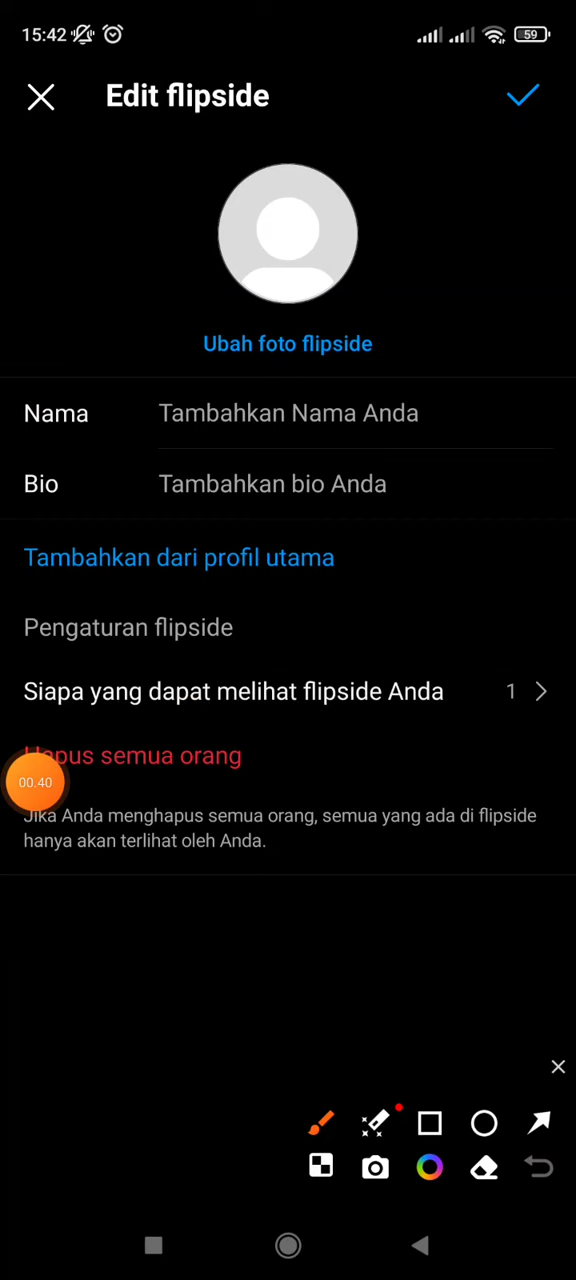 15:42
59
Edit flipside
Ubah foto flipside
Nama Tambahkan Nama Anda
Bio Tambahkan bio Anda
Tambahkan dari profil utama
Pengaturan flipside
Siapa yang dapat melihat flipside Anda 1
Hapus semua orang
00.40
Jika Anda menghapus semua orang, semua yang ada di flipside
hanya akan terlihat oleh Anda.